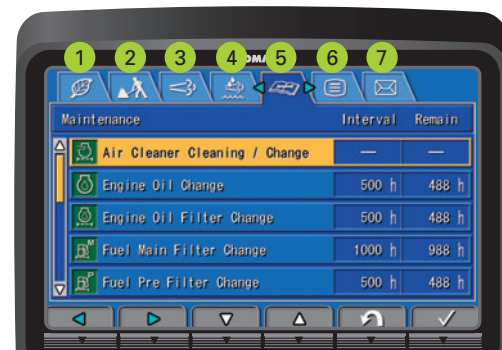 1 2 3 4 5 6 7
OMA
Maintenance Interval Remain
Air Cleaner Cleaning / Change — —
Engine Oil Change 500 h 488 h
Engine Oil Filter Change 500 h 488 h
M
Fuel Main Filter Change 1000 h 988 h
P
Fuel Pre Filter Change 500 h 488 h